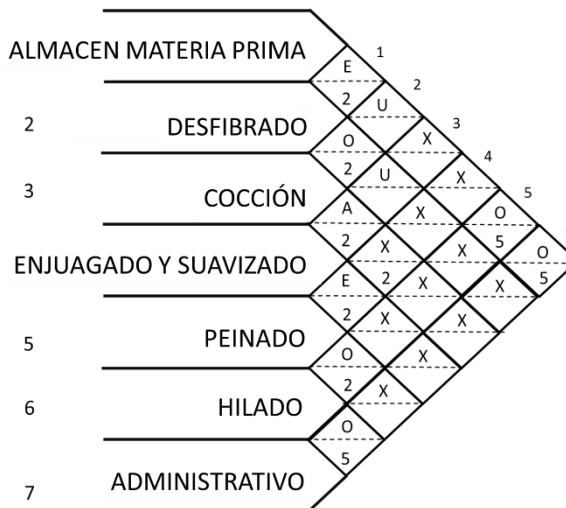 ALMACEN MATERIA PRIMA 1
E
2
2 U
2 DESFIBRADO 3
O X
4
2 U X
3 COCCIÓN 5
A X O
2 X X 5 O
ENJUAGADO Y SUAVIZADO
E 2 X X 5
2 X X
5 PEINADO
O X
2 X
6 HILADO
O
5
7 ADMINISTRATIVO